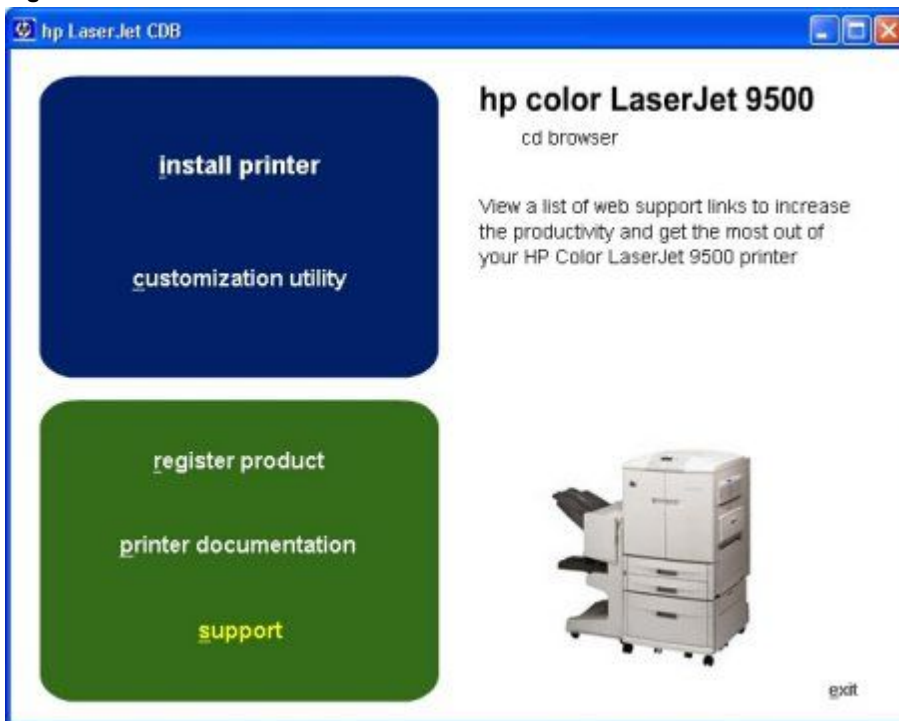 hp LaserJet CDB
install printer
customization utility
register product
printer documentation
support
hp color LaserJet 9500
cd browser
View a list of web support links to increase
the productivity and get the most out of
your HP Color LaserJet 9500 printer
exit